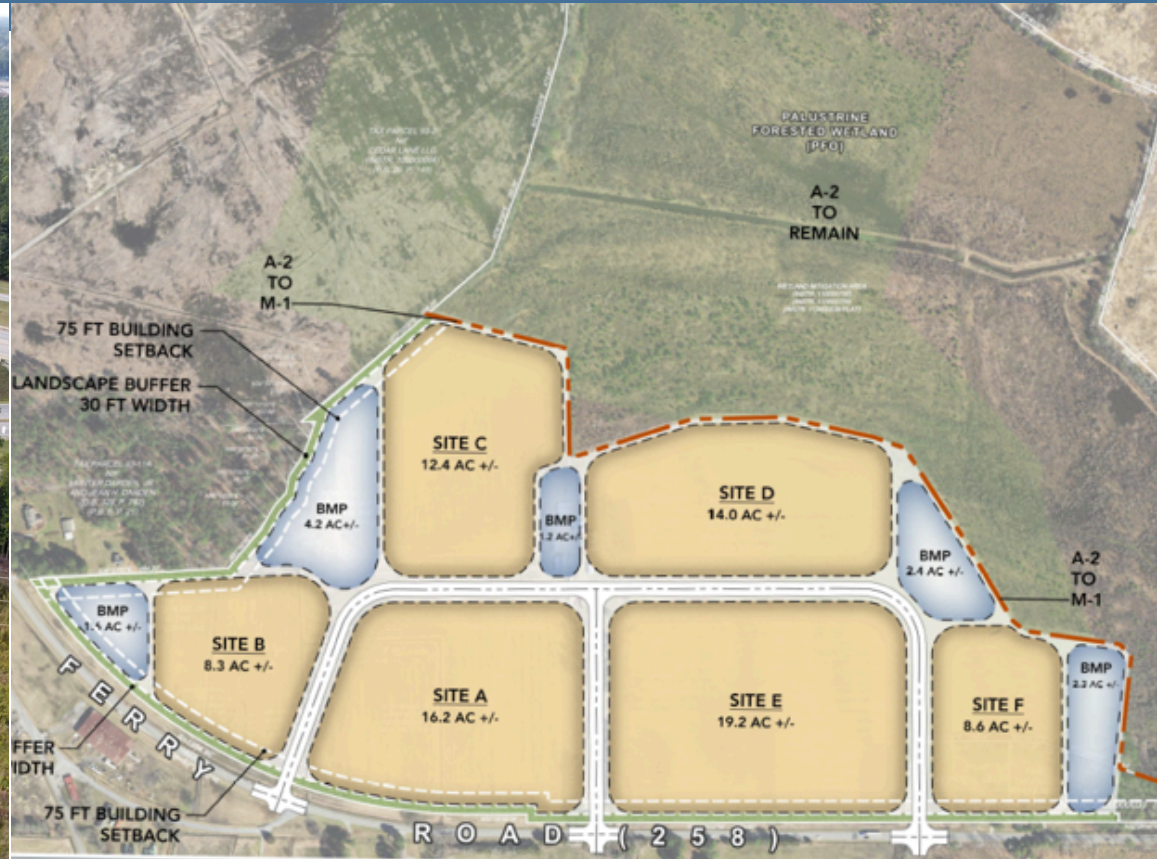 PALUSTRINE
FORESTED WETLAND
(PFO)
A-2
TO
REMAIN
A-2
TO
M-1
75 FT BUILDING
SETBACK
LANDSCAPE BUFFER
30 FT WIDTH
SITE C
12.4 AC +/-
SITE D
14.0 AC +/-
BMP
4.2 AC+/-
BMP
BMP
2.4 AC +/-
A-2
TO
M-1
BMP
AC +/-
SITE B
8.3 AC +/-
SITE A
16.2 AC +/-
SITE E
19.2 AC +/-
SITE F
8.6 AC +/-
BMP
AC +/-
FERRY
FFER
IDTH
75 FT BUILDING
SETBACK
ROAD (258)